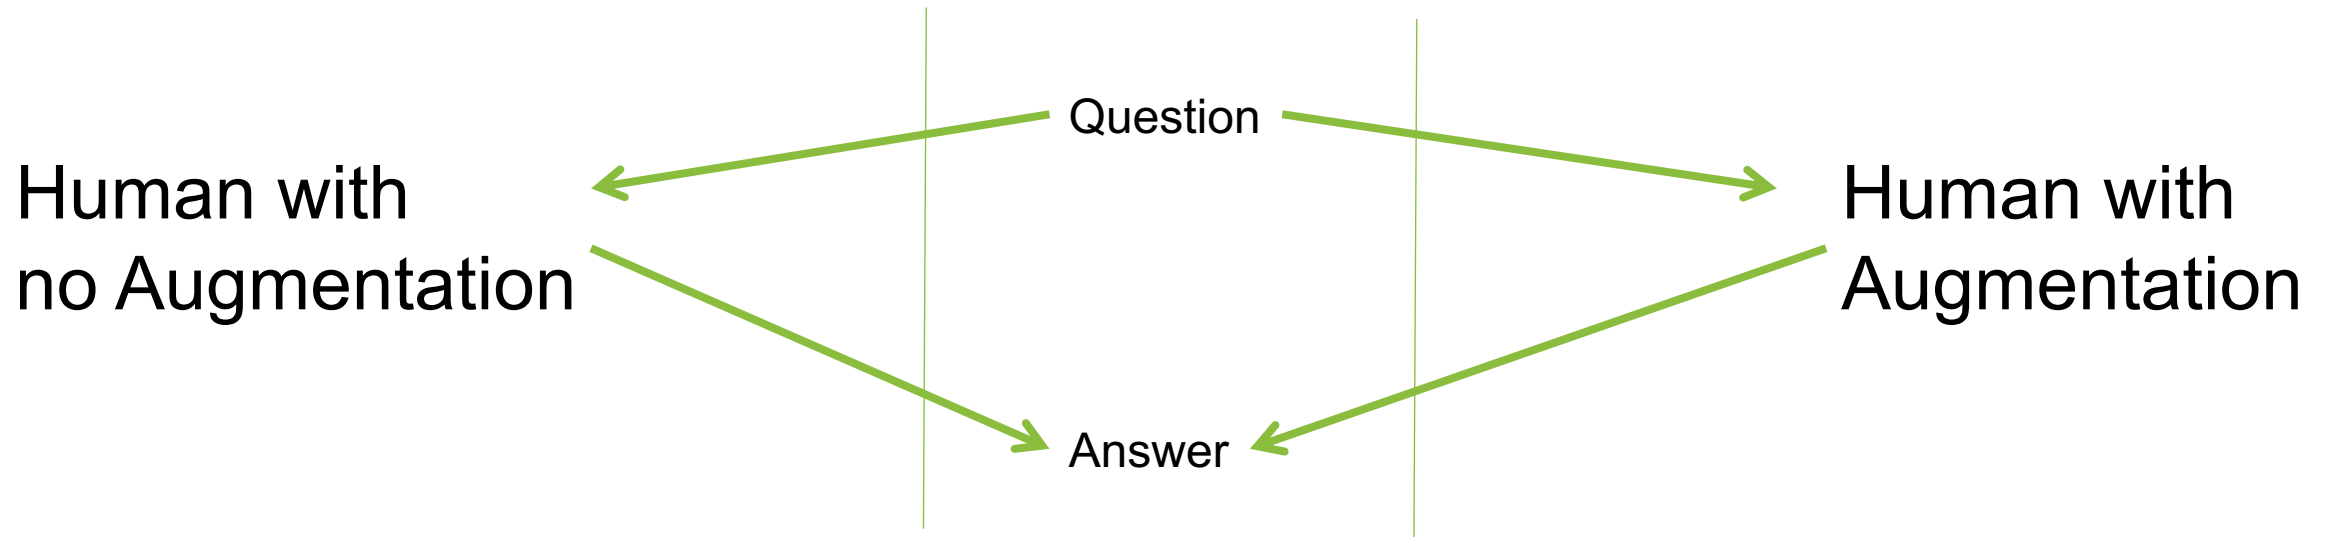 Question
Human with
no Augmentation
Human with
Augmentation
Answer